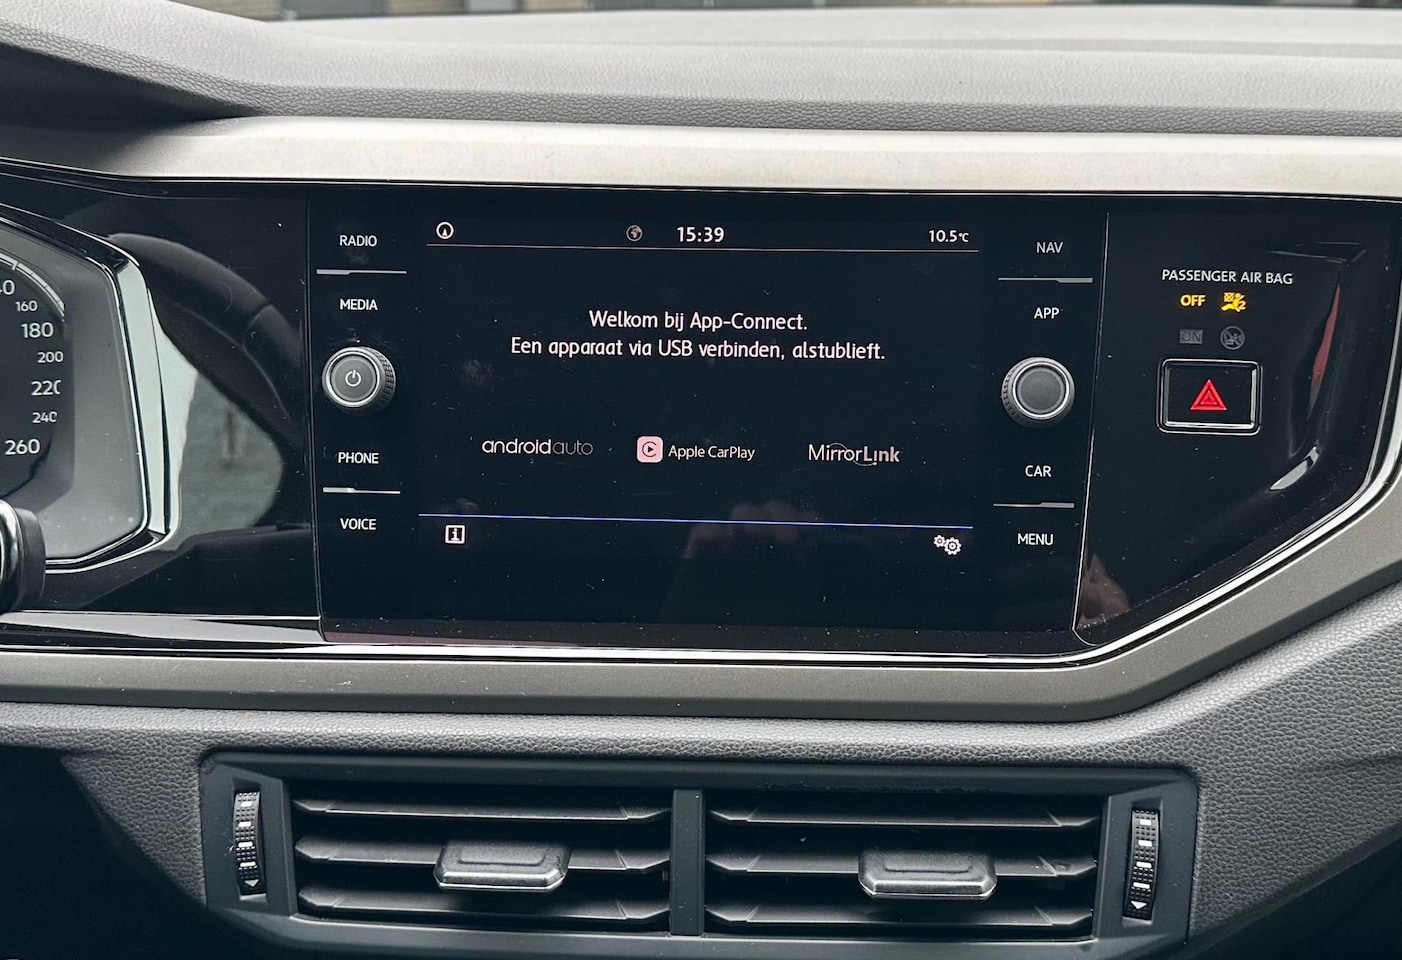 160
180
200
220
240
260
RADIO
MEDIA
PHONE
VOICE
15:39
10.5°C
Welkom bij App-Connect.
Een apparaat via USB verbinden, alstublieft.
androidauto
Apple CarPlay
MirrorLink
i
NAV
APP
CAR
MENU
PASSENGER AIR BAG
OFF
ON